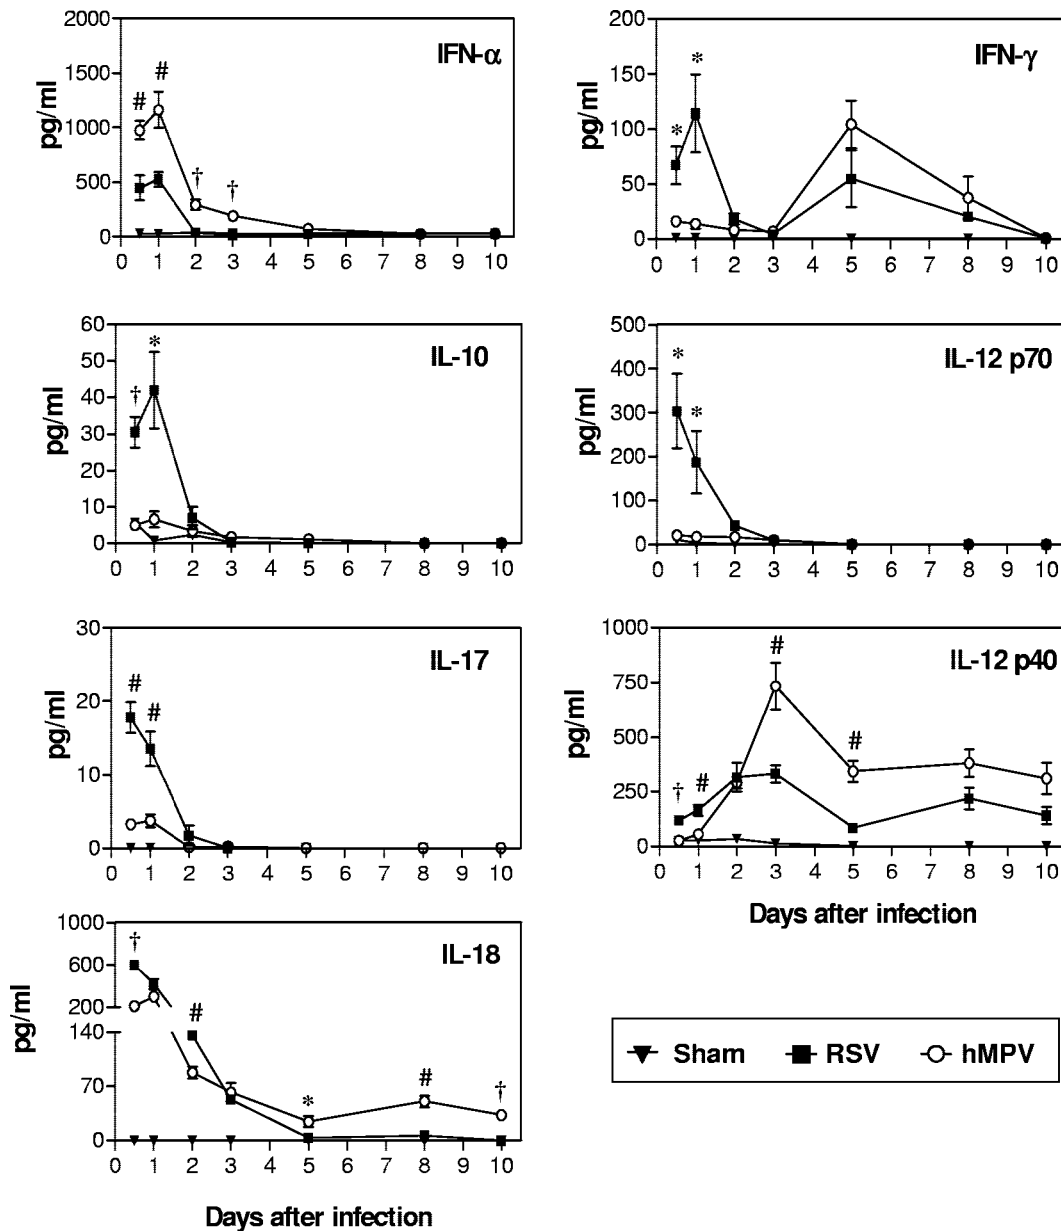 IFN-α
pg/ml
2000
1500
1000
500
0
# # † †
0 1 2 3 4 5 6 7 8 9 10
IFN-γ
pg/ml
200
150
100
50
0
* *
0 1 2 3 4 5 6 7 8 9 10
IL-10
pg/ml
60
50
40
30
20
10
0
† *
0 1 2 3 4 5 6 7 8 9 10
IL-12 p70
pg/ml
500
400
300
200
100
0
* *
0 1 2 3 4 5 6 7 8 9 10
IL-17
pg/ml
30
20
10
0
# #
0 1 2 3 4 5 6 7 8 9 10
IL-12 p40
pg/ml
1000
750
500
250
0
† # # #
0 1 2 3 4 5 6 7 8 9 10
Days after infection
IL-18
pg/ml
1000
600
200
140
70
0
† # * # †
0 1 2 3 4 5 6 7 8 9 10
Days after infection
Sham RSV hMPV